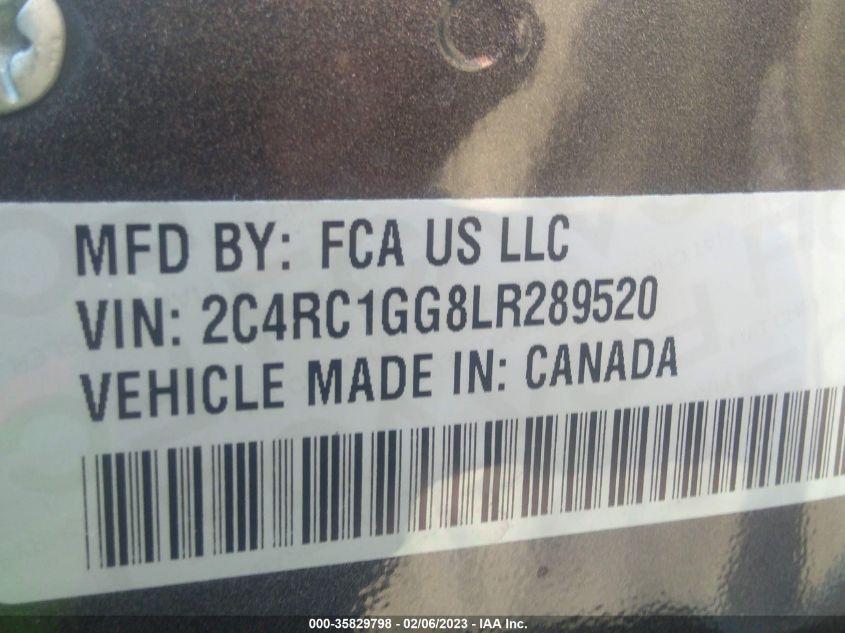 MFD BY: FCA US LLC
VIN: 2C4RC1GG8LR289520
VEHICLE MADE IN: CANADA
000-35829798 - 02/06/2023 - IAA Inc.